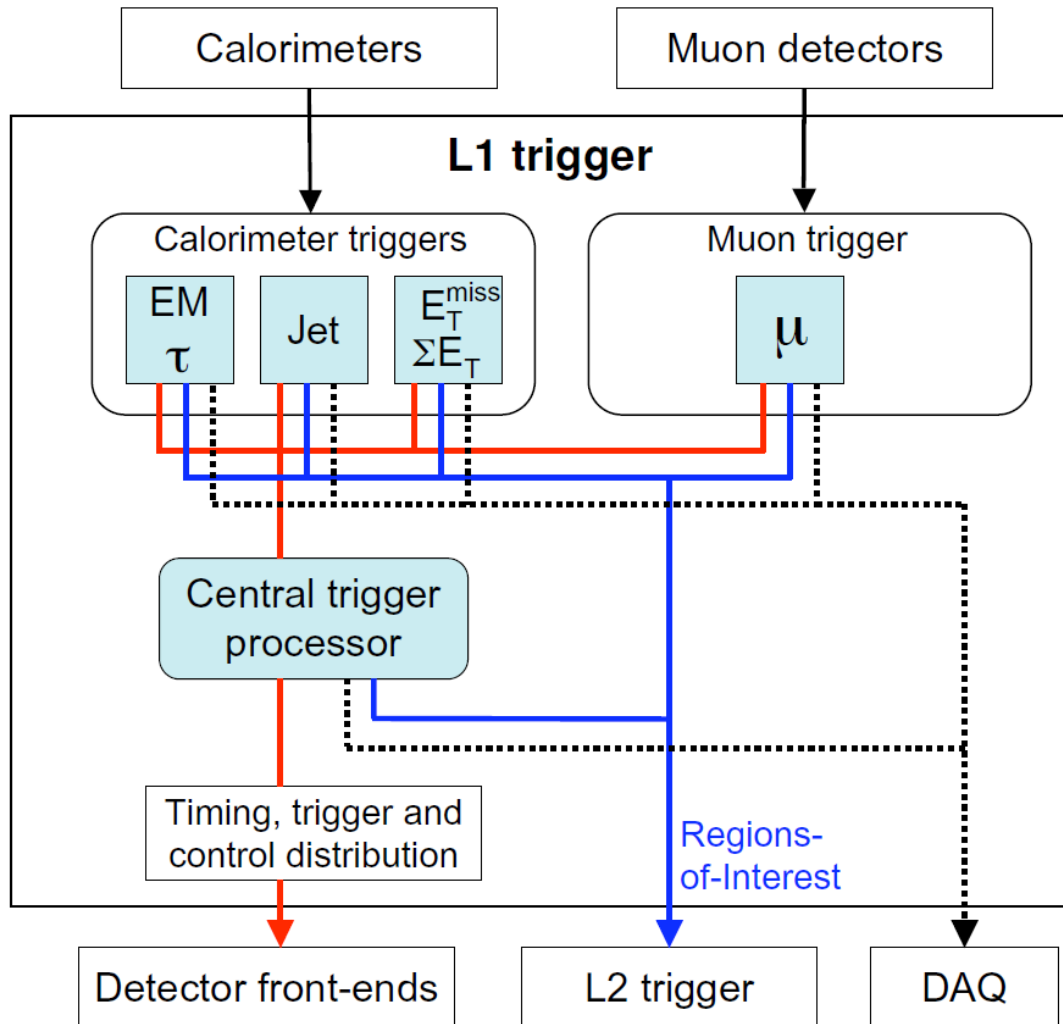 Calorimeters
Muon detectors
L1 trigger
Calorimeter triggers
Muon trigger
EM
τ
Jet
E_T^miss
ΣE_T
μ
Central trigger
processor
Timing, trigger and
control distribution
Regions-
of-Interest
Detector front-ends
L2 trigger
DAQ